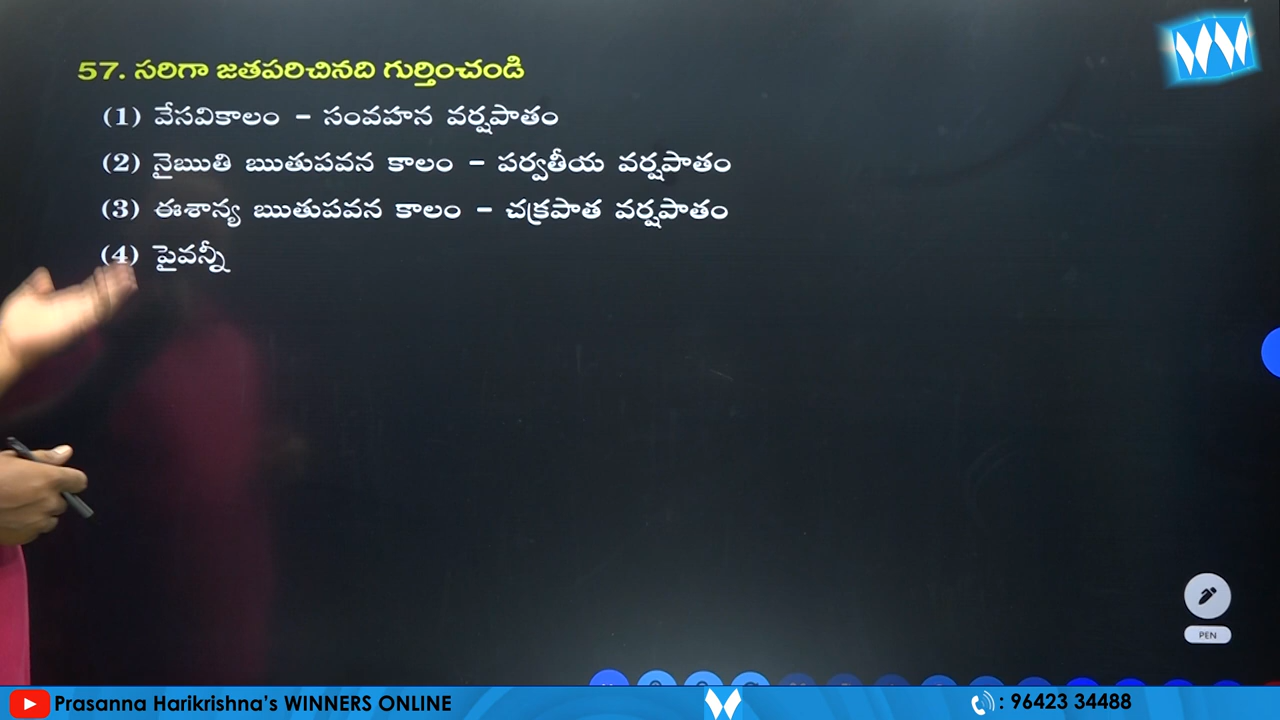 57. సరిగా జతపరిచినది గుర్తించండి
(1) వేసవికాలం - సంవహన వర్షపాతం
(2) నైఋతి ఋతుపవన కాలం - పర్వతీయ వర్షపాతం
(3) ఈశాన్య ఋతుపవన కాలం - చక్రపాత వర్షపాతం
(4) పైవన్నీ
PEN
Prasanna Harikrishna's WINNERS ONLINE
: 96423 34488